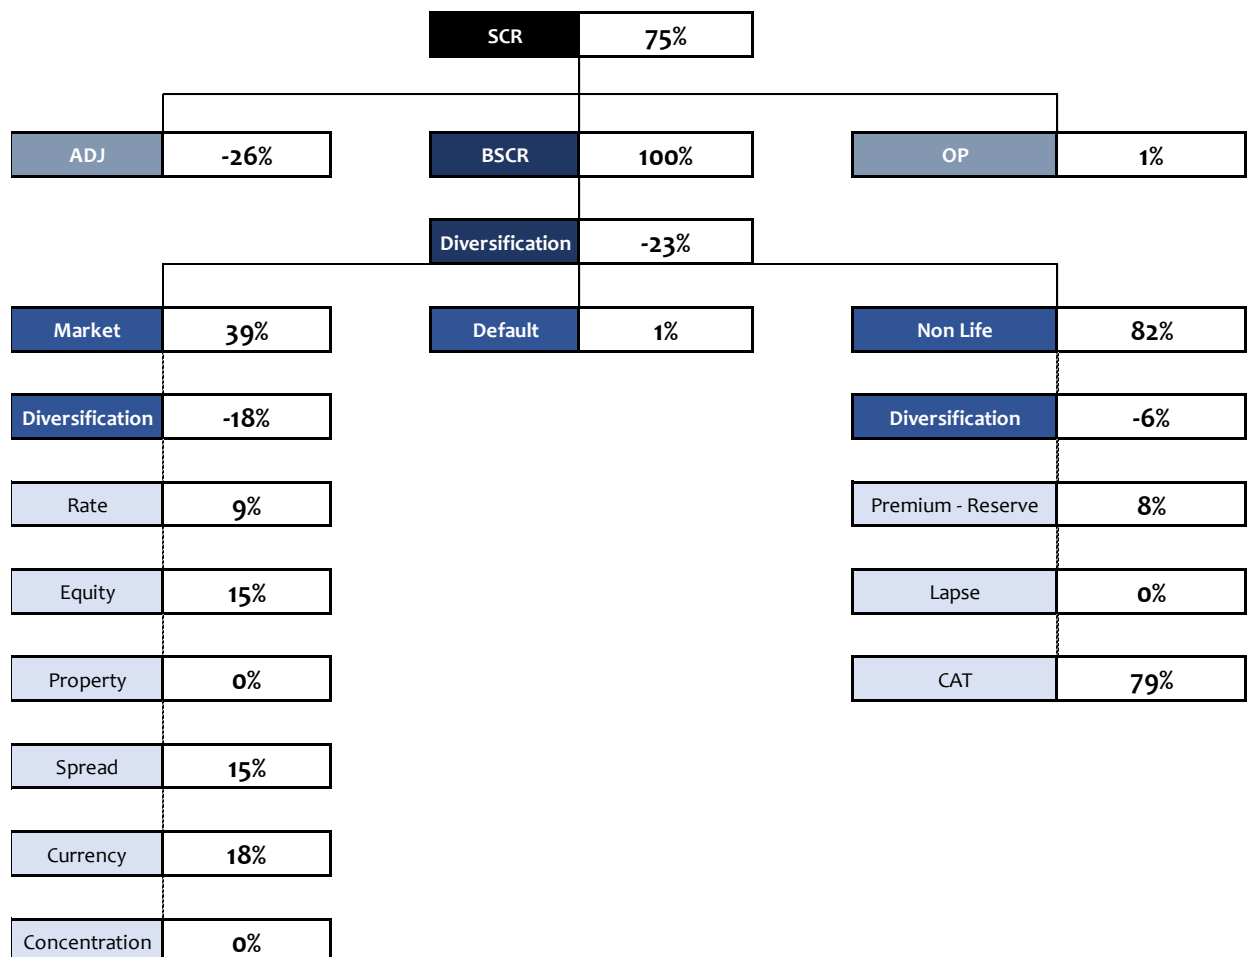 SCR 75%
ADJ -26% BSCR 100% OP 1%
Diversification -23%
Market 39% Default 1% Non Life 82%
Diversification -18% Diversification -6%
Rate 9% Premium - Reserve 8%
Equity 15% Lapse 0%
Property 0% CAT 79%
Spread 15%
Currency 18%
Concentration 0%